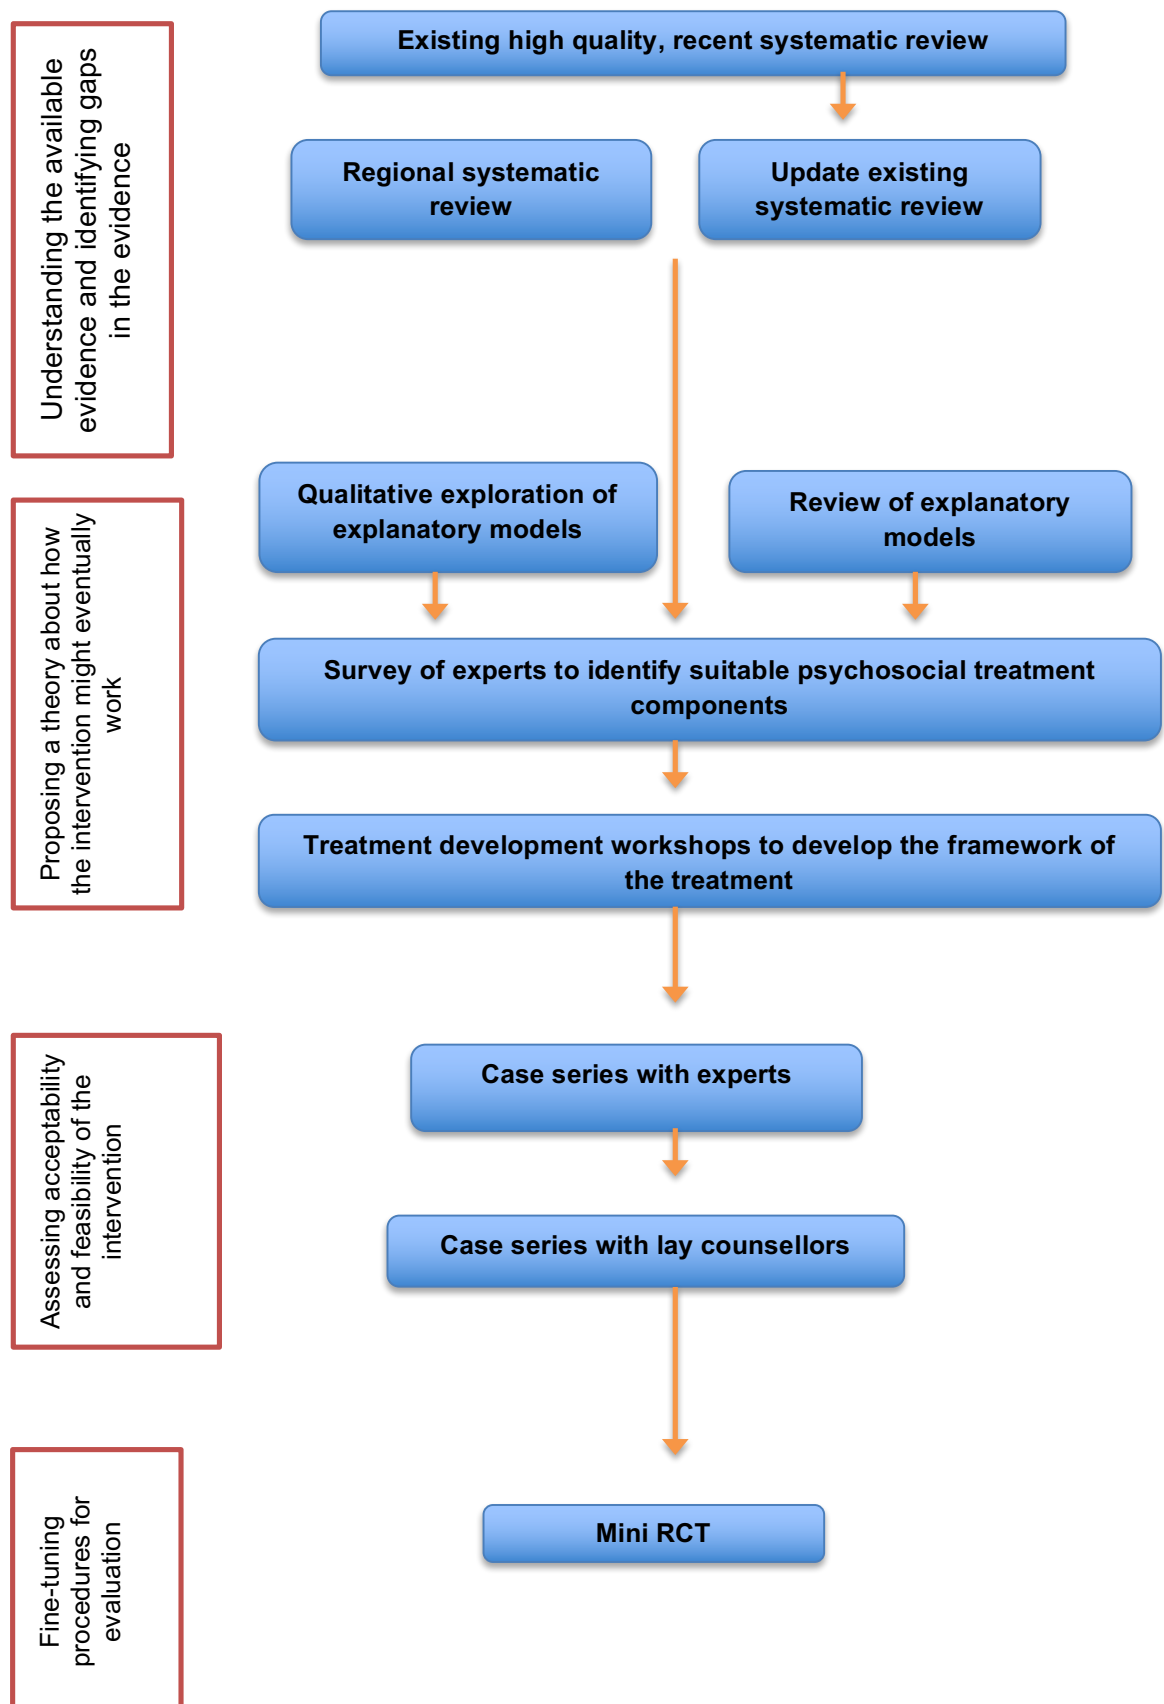 Understanding the available
evidence and identifying gaps
in the evidence
Existing high quality, recent systematic review
Regional systematic
review
Update existing
systematic review
Proposing a theory about how
the intervention might eventually
work
Qualitative exploration of
explanatory models
Review of explanatory
models
Survey of experts to identify suitable psychosocial treatment
components
Treatment development workshops to develop the framework of
the treatment
Assessing acceptability
and feasibility of the
intervention
Case series with experts
Case series with lay counsellors
Fine-tuning
procedures for
evaluation
Mini RCT